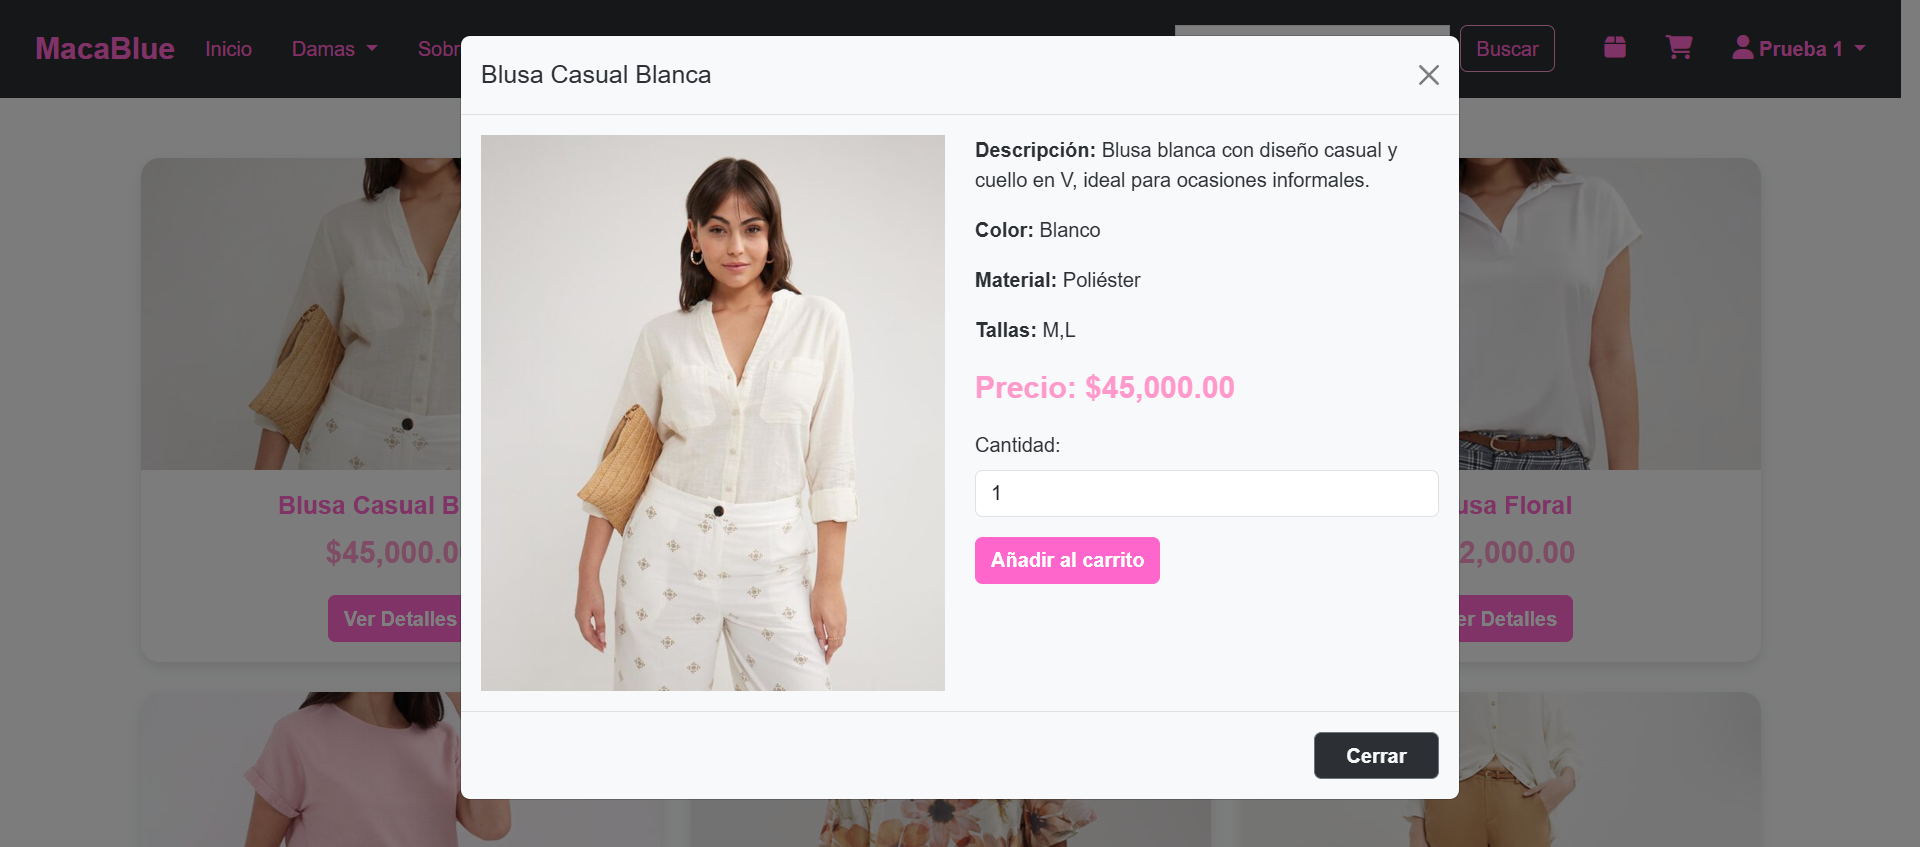 MacaBlue Inicio Damas Sobr Buscar Prueba 1
Blusa Casual Blanca
Descripción: Blusa blanca con diseño casual y
cuello en V, ideal para ocasiones informales.
Color: Blanco
Material: Poliéster
Tallas: M,L
Precio: $45,000.00
Cantidad:
1
Añadir al carrito
Cerrar
Blusa Casual B
$45,000.0
Ver Detalles
usa Floral
2,000.00
er Detalles